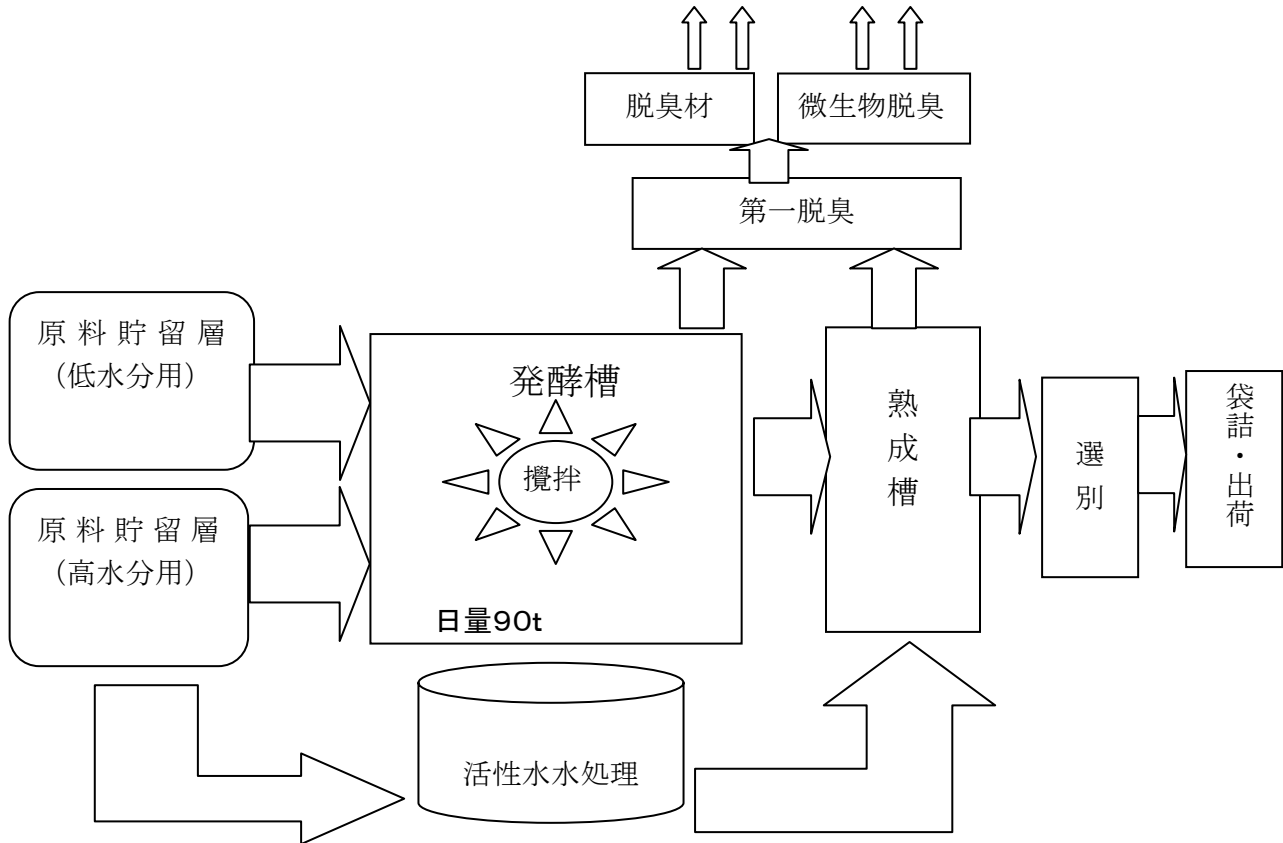 脱臭材
微生物脱臭
第一脱臭
原料貯留層
（低水分用）
原料貯留層
（高水分用）
発酵槽
攪拌
日量90t
熟成槽
選別
袋詰・出荷
活性水水処理